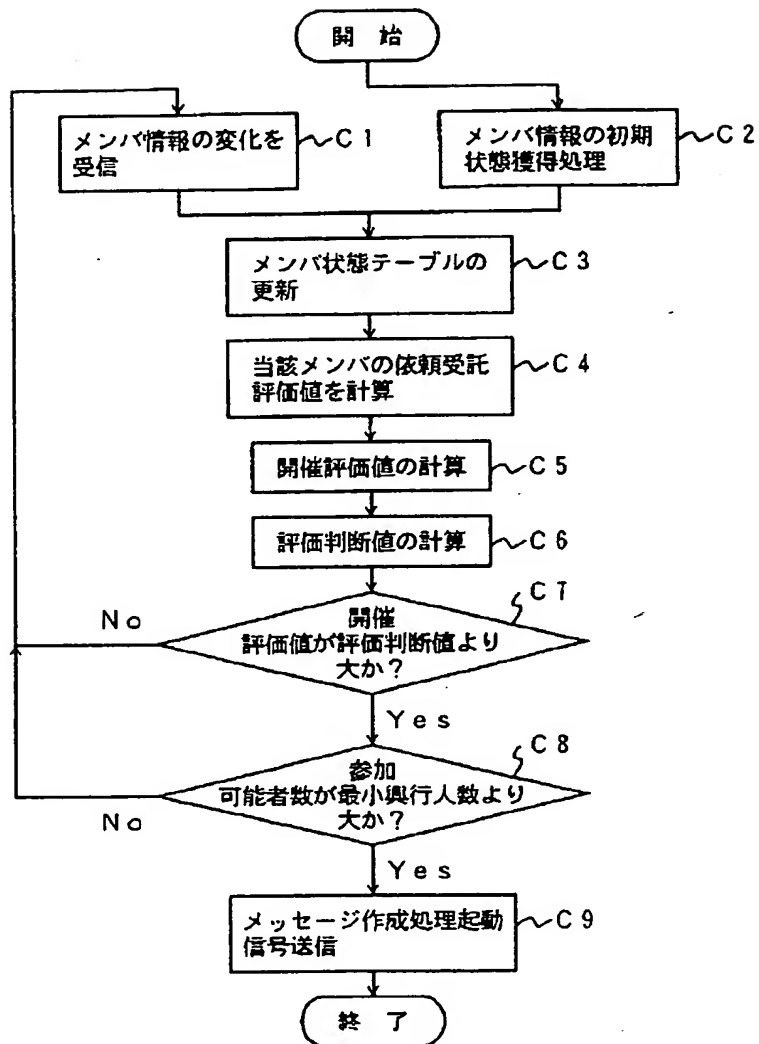 開 始
メンバ情報の変化を
受信
C1
メンバ情報の初期
状態獲得処理
C2
メンバ状態テーブルの
更新
C3
当該メンバの依頼受託
評価値を計算
C4
開催評価値の計算
C5
評価判断値の計算
C6
C7
開催
評価値が評価判断値より
大か?
No
Yes
C8
参加
可能者数が最小興行人数より
大か?
No
Yes
メッセージ作成処理起動
信号送信
C9
終 了